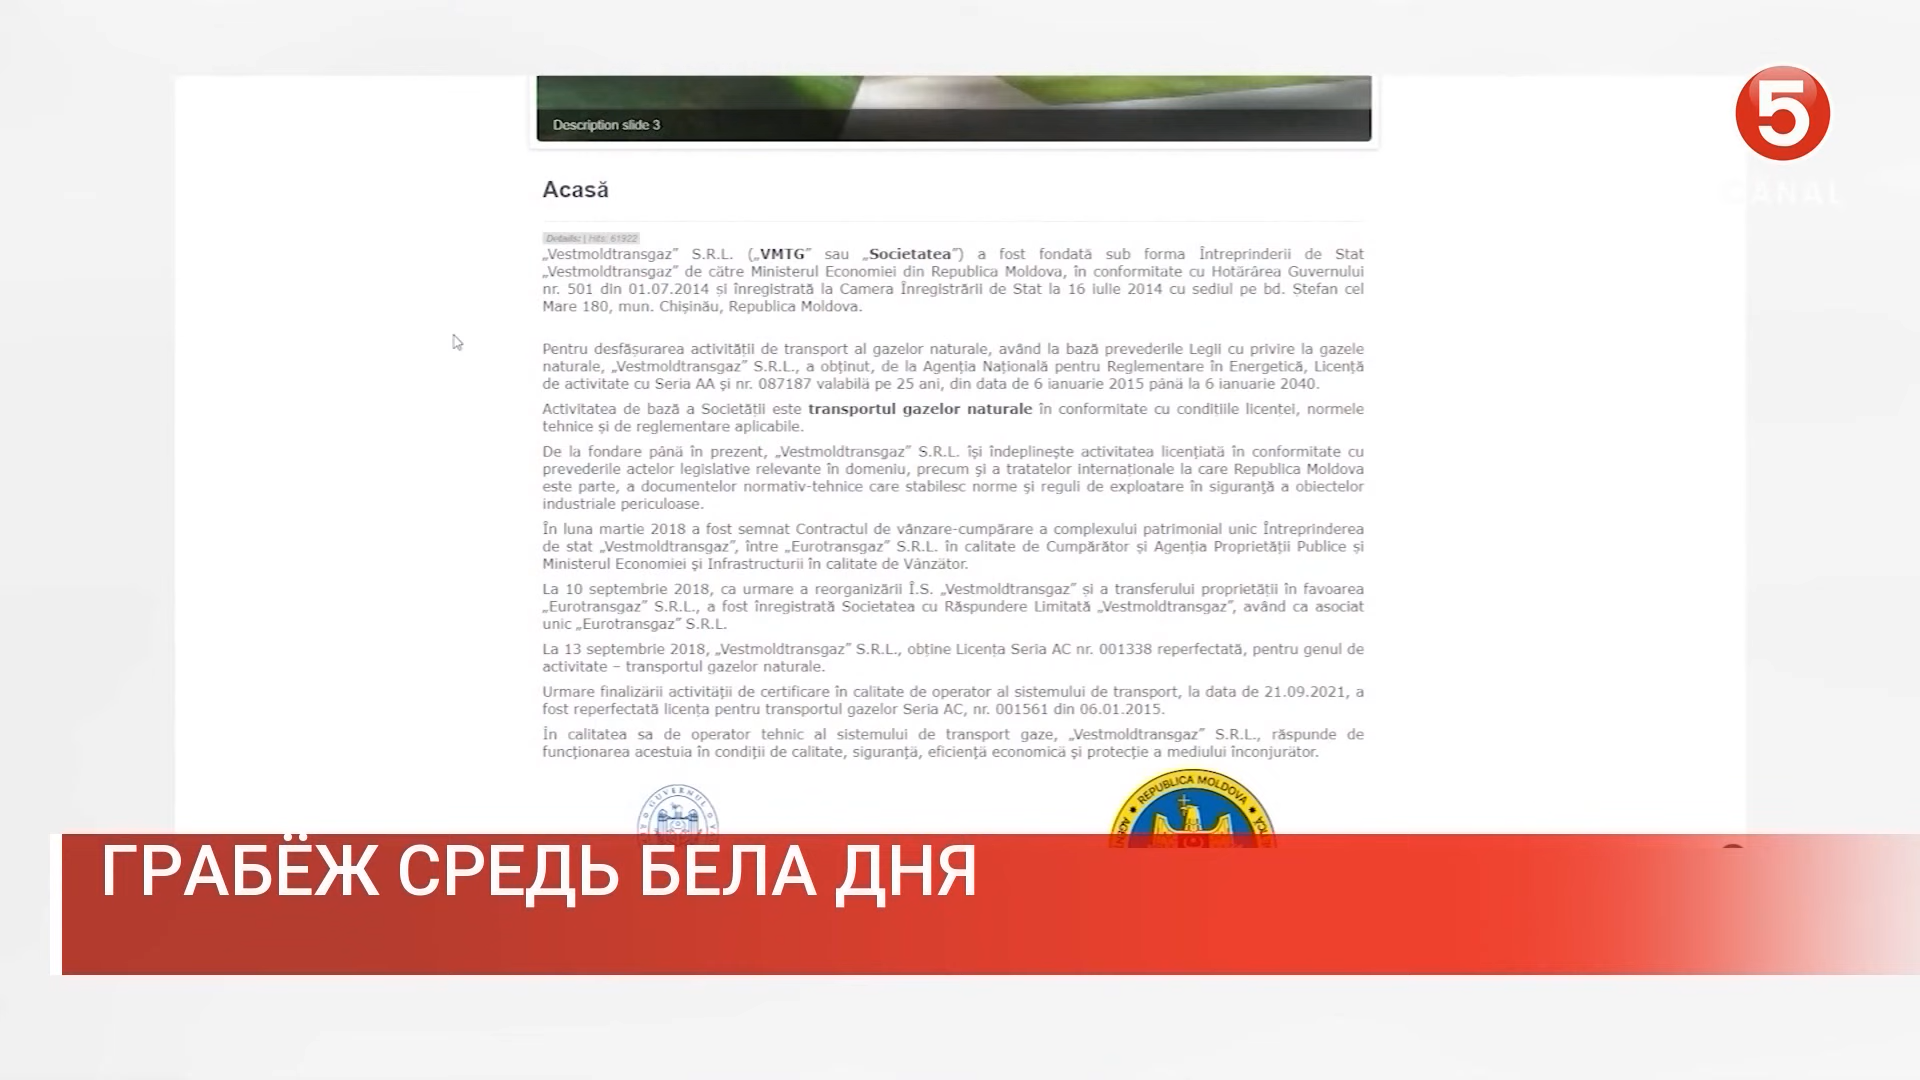 Description slide 3
5
CANAL
Acasă
Details: | Hits: 61922
„Vestmoldtransgaz” S.R.L. („VMTG” sau „Societatea”) a fost fondată sub forma Întreprinderii de Stat
„Vestmoldtransgaz” de către Ministerul Economiei din Republica Moldova, în conformitate cu Hotărârea Guvernului
nr. 501 din 01.07.2014 și înregistrată la Camera Înregistrării de Stat la 16 iulie 2014 cu sediul pe bd. Ștefan cel
Mare 180, mun. Chișinău, Republica Moldova.
Pentru desfășurarea activității de transport al gazelor naturale, având la bază prevederile Legii cu privire la gazele
naturale, „Vestmoldtransgaz” S.R.L., a obținut, de la Agenția Națională pentru Reglementare în Energetică, Licență
de activitate cu Seria AA și nr. 087187 valabilă pe 25 ani, din data de 6 ianuarie 2015 până la 6 ianuarie 2040.
Activitatea de bază a Societății este transportul gazelor naturale în conformitate cu condițiile licenței, normele
tehnice și de reglementare aplicabile.
De la fondare până în prezent, „Vestmoldtransgaz” S.R.L. își îndeplinește activitatea licențiată în conformitate cu
prevederile actelor legislative relevante în domeniu, precum și a tratatelor internaționale la care Republica Moldova
este parte, a documentelor normativ-tehnice care stabilesc norme și reguli de exploatare în siguranță a obiectelor
industriale periculoase.
În luna martie 2018 a fost semnat Contractul de vânzare-cumpărare a complexului patrimonial unic Întreprinderea
de stat „Vestmoldtransgaz”, între „Eurotransgaz” S.R.L. în calitate de Cumpărător și Agenția Proprietății Publice și
Ministerul Economiei și Infrastructurii în calitate de Vânzător.
La 10 septembrie 2018, ca urmare a reorganizării Î.S. „Vestmoldtransgaz” și a transferului proprietății în favoarea
„Eurotransgaz” S.R.L., a fost înregistrată Societatea cu Răspundere Limitată „Vestmoldtransgaz”, având ca asociat
unic „Eurotransgaz” S.R.L.
La 13 septembrie 2018, „Vestmoldtransgaz” S.R.L., obține Licența Seria AC nr. 001338 reperfectată, pentru genul de
activitate – transportul gazelor naturale.
Urmare finalizării activității de certificare în calitate de operator al sistemului de transport, la data de 21.09.2021, a
fost reperfectată licența pentru transportul gazelor Seria AC, nr. 001561 din 06.01.2015.
În calitatea sa de operator tehnic al sistemului de transport gaze, „Vestmoldtransgaz” S.R.L., răspunde de
funcționarea acestuia în condiții de calitate, siguranță, eficiență economică și protecție a mediului înconjurător.
GUVERNUL
REPUBLICA MOLDOVA
ГРАБЁЖ СРЕДЬ БЕЛА ДНЯ